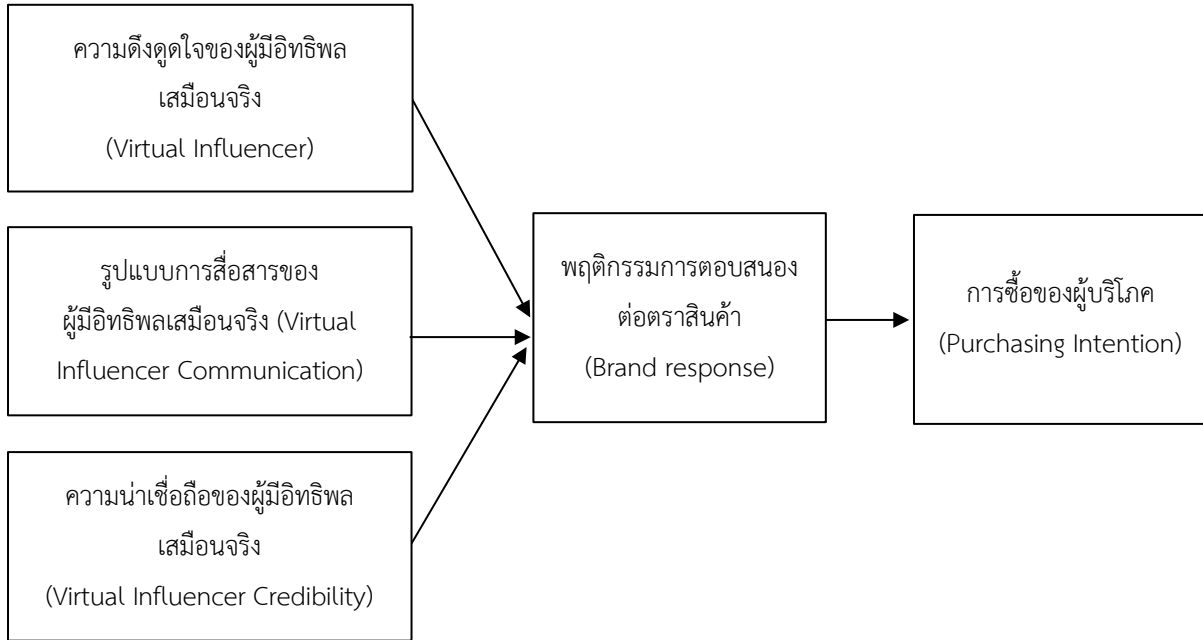 ความดึงดูดใจของผู้มีอิทธิพล
เสมือนจริง
(Virtual Influencer)
รูปแบบการสื่อสารของ
ผู้มีอิทธิพลเสมือนจริง (Virtual
Influencer Communication)
ความน่าเชื่อถือของผู้มีอิทธิพล
เสมือนจริง
(Virtual Influencer Credibility)
พฤติกรรมการตอบสนอง
ต่อตราสินค้า
(Brand response)
การซื้อของผู้บริโภค
(Purchasing Intention)